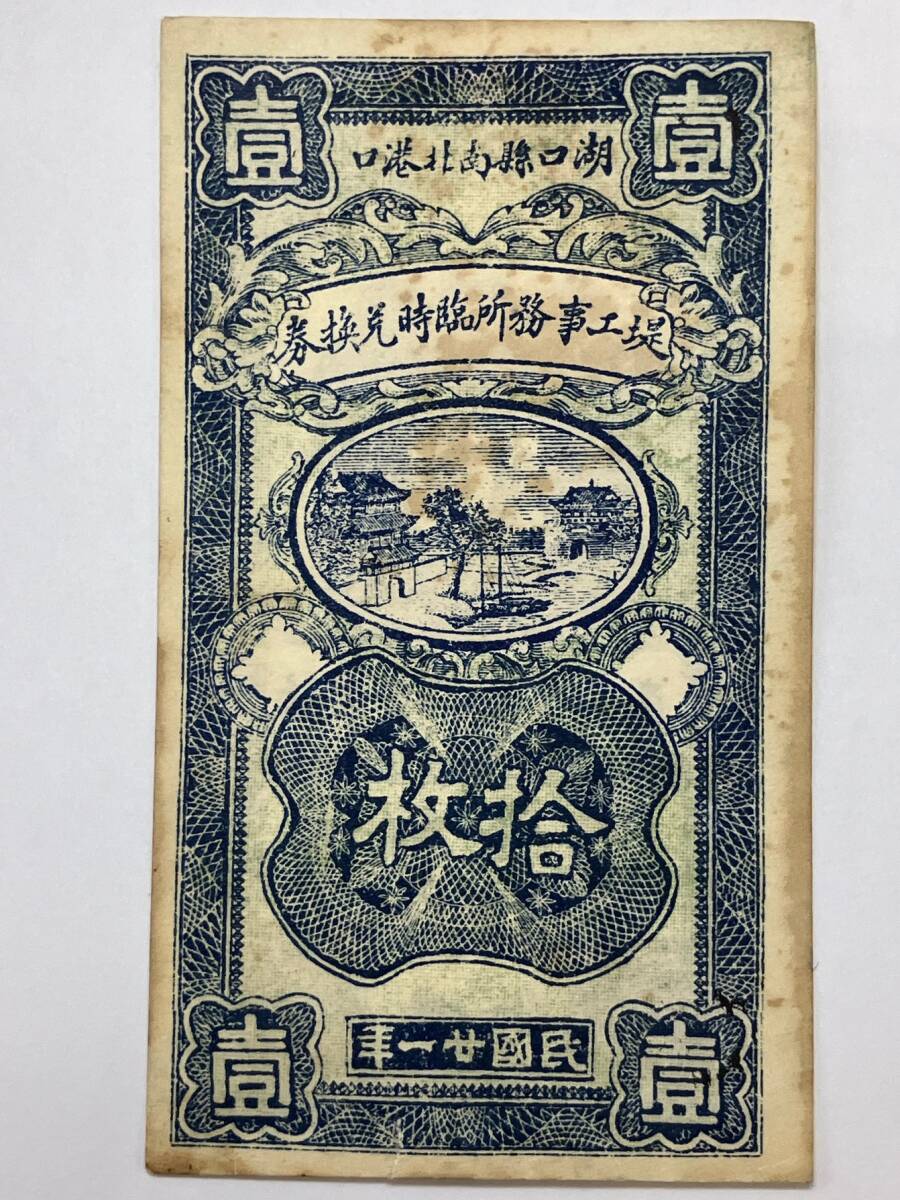 壹 壹
湖口縣南北港口
堤工事務所臨時兌換券
拾枚
民國廿一年
壹 壹